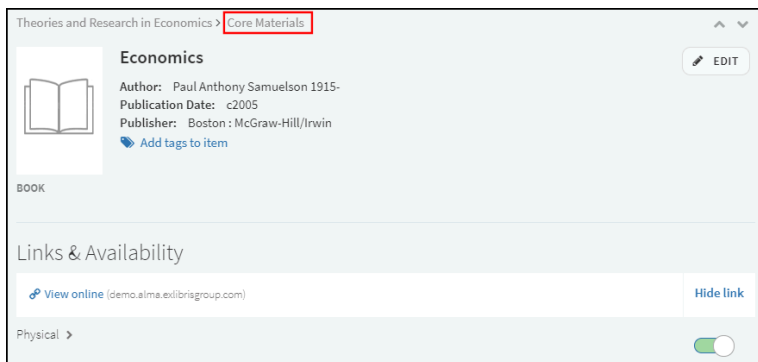 Theories and Research in Economics > Core Materials
Economics
EDIT
Author: Paul Anthony Samuelson 1915-
Publication Date: c2005
Publisher: Boston : McGraw-Hill/Irwin
Add tags to item
BOOK
Links & Availability
View online (demo.alma.exlibrisgroup.com)
Hide link
Physical >